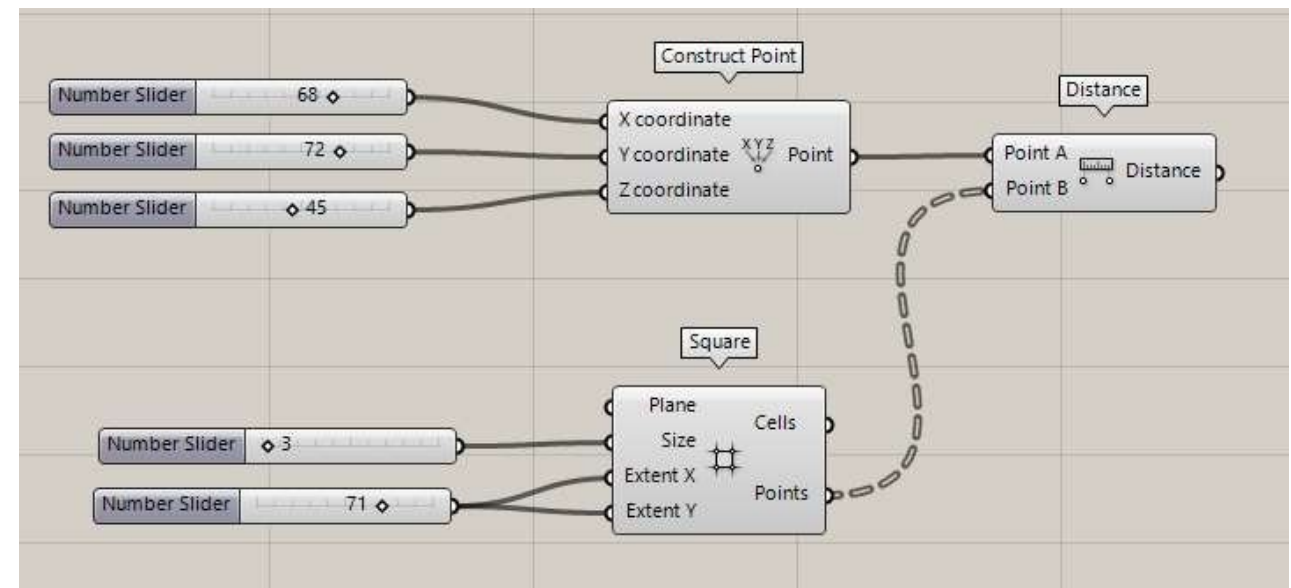 Construct Point
Number Slider 68
Number Slider 72
Number Slider 45
X coordinate
Y coordinate
Z coordinate
XYZ
Point
Distance
Point A
Point B
Distance
Square
Number Slider 3
Number Slider 71
Plane
Size
Extent X
Extent Y
Cells
Points